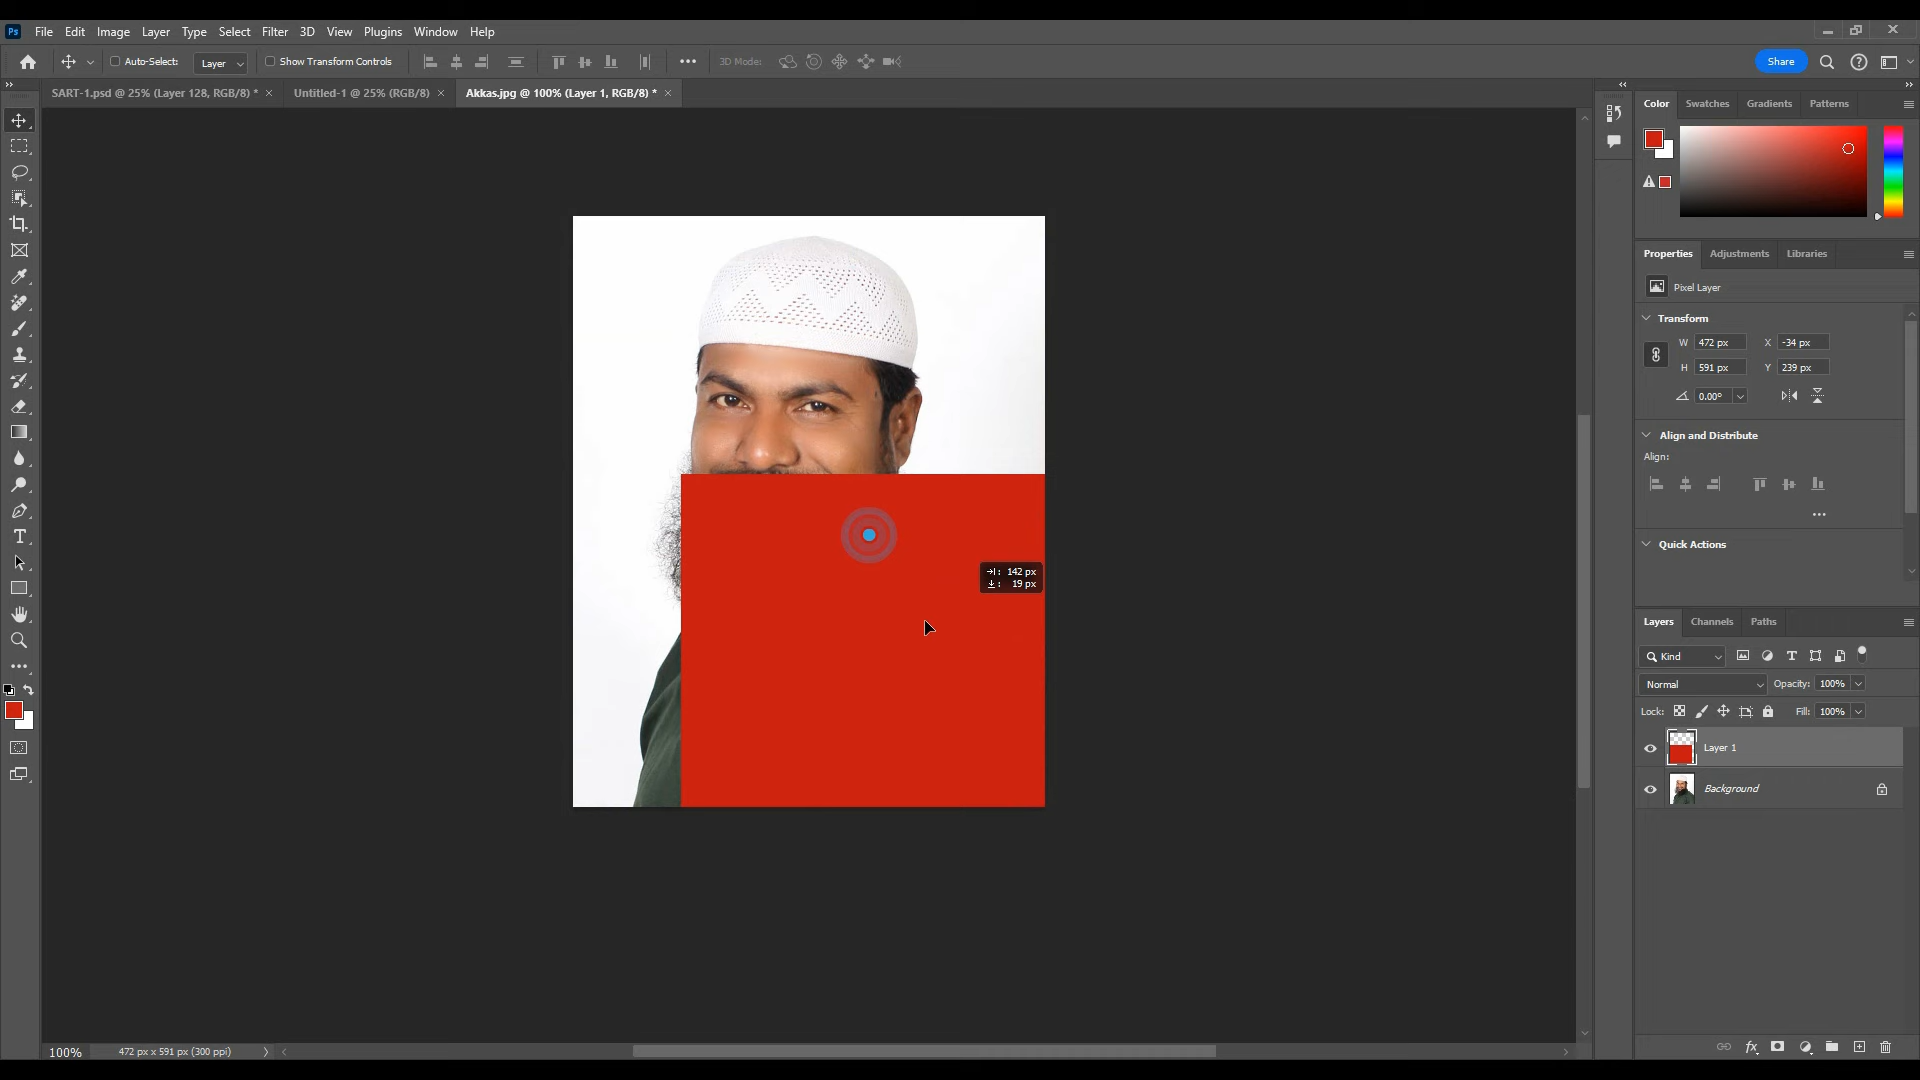 Ps File Edit Image Layer Type Select Filter 3D View Plugins Window Help
Auto-Select: Layer Show Transform Controls 3D Mode: Share
SART-1.psd @ 25% (Layer 128, RGB/8) * Untitled-1 @ 25% (RGB/8) Akkas.jpg @ 100% (Layer 1, RGB/8) *
Color Swatches Gradients Patterns
Properties Adjustments Libraries
Pixel Layer
Transform
W 472 px X -34 px
H 591 px Y 239 px
0.00°
Align and Distribute
Align:
Quick Actions
142 px
19 px
Layers Channels Paths
Kind
Normal Opacity: 100%
Lock: Fill: 100%
Layer 1
Background
100% 472 px x 591 px (300 ppi)